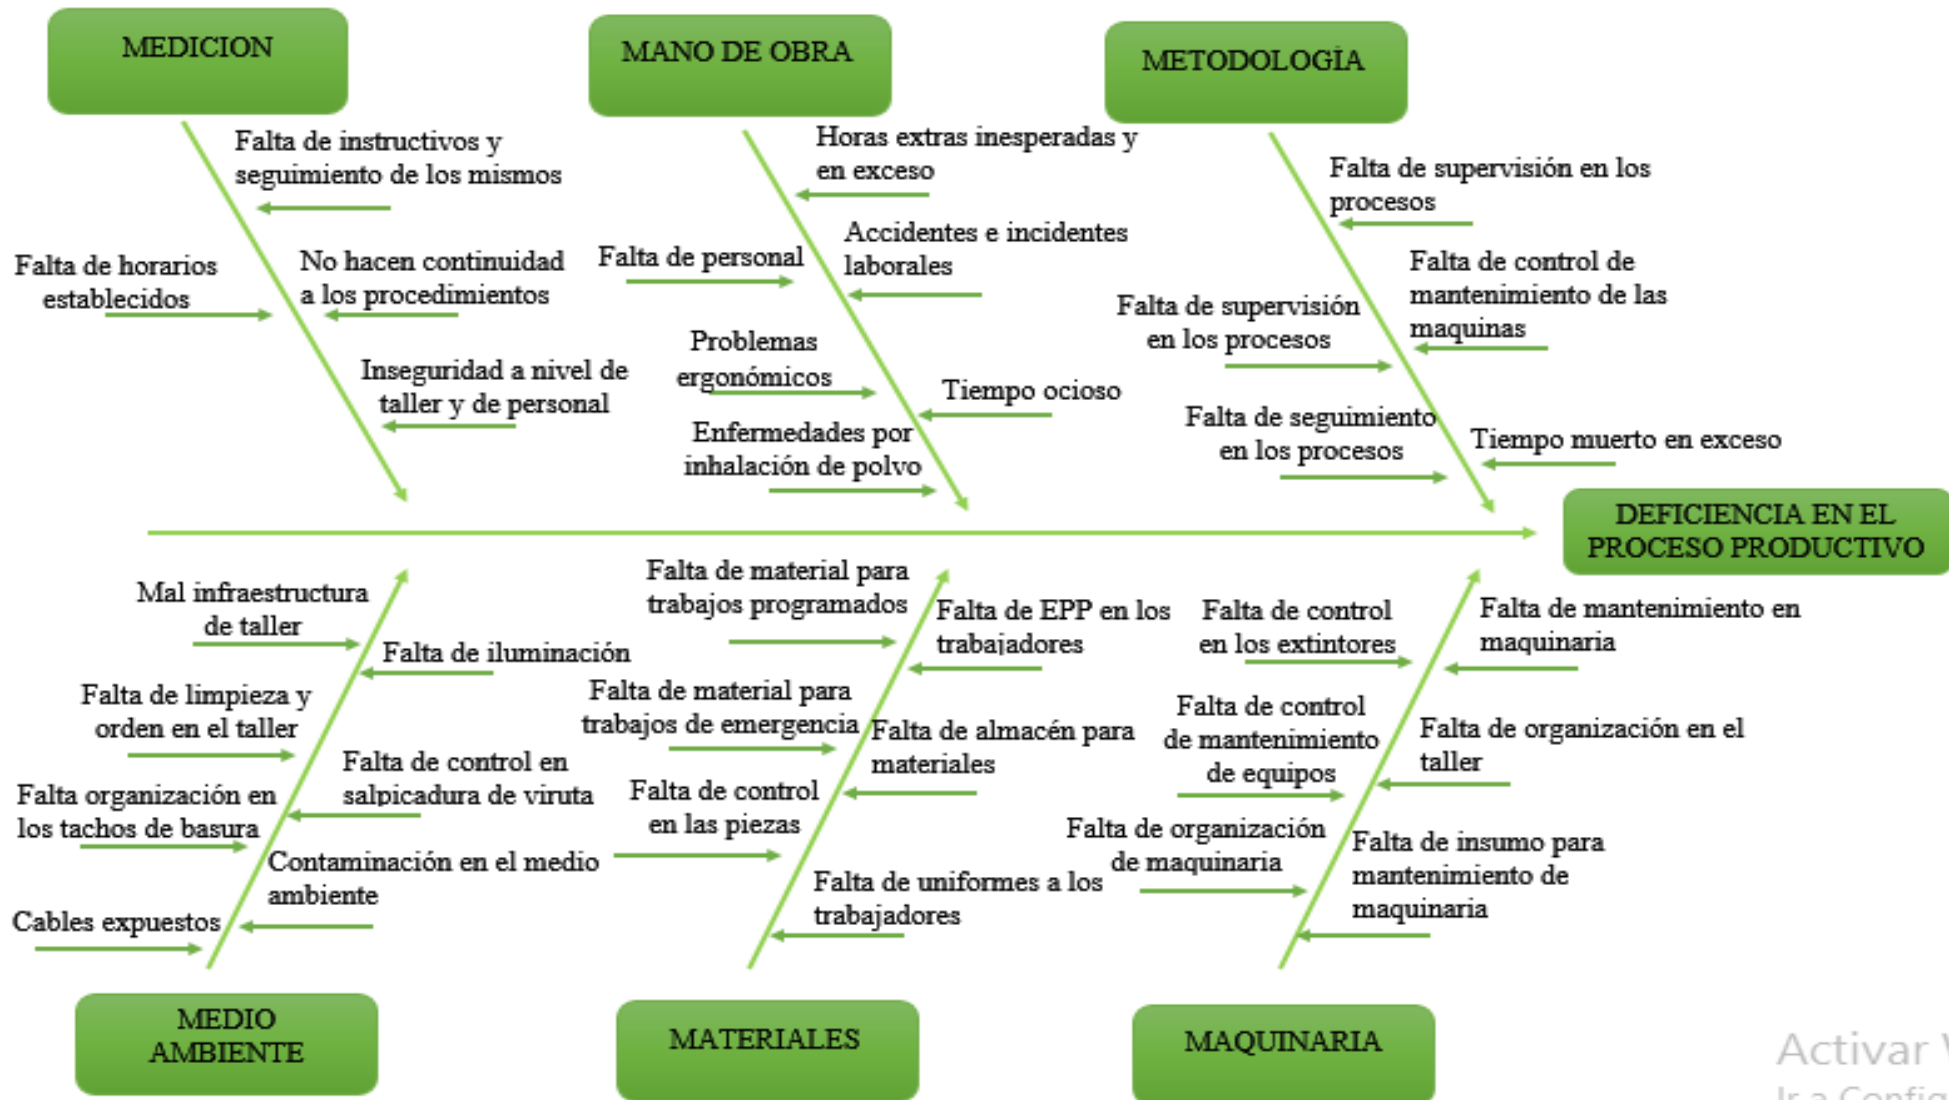 MEDICION
MANO DE OBRA
METODOLOGÍA
Falta de instructivos y
seguimiento de los mismos
Falta de horarios
establecidos
No hacen continuidad
a los procedimientos
Inseguridad a nivel de
taller y de personal
Horas extras inesperadas y
en exceso
Falta de personal
Accidentes e incidentes
laborales
Problemas
ergonómicos
Tiempo ocioso
Enfermedades por
inhalación de polvo
Falta de supervisión en los
procesos
Falta de control de
mantenimiento de las
maquinas
Falta de supervisión
en los procesos
Falta de seguimiento
en los procesos
Tiempo muerto en exceso
DEFICIENCIA EN EL
PROCESO PRODUCTIVO
Mal infraestructura
de taller
Falta de iluminación
Falta de limpieza y
orden en el taller
Falta de control en
salpicadura de viruta
Falta organización en
los tachos de basura
Contaminación en el medio
ambiente
Cables expuestos
Falta de material para
trabajos programados
Falta de EPP en los
trabajadores
Falta de material para
trabajos de emergencia
Falta de almacén para
materiales
Falta de control
en las piezas
Falta de uniformes a los
trabajadores
Falta de control
en los extintores
Falta de mantenimiento en
maquinaria
Falta de control
de mantenimiento
de equipos
Falta de organización en el
taller
Falta de organización
de maquinaria
Falta de insumo para
mantenimiento de
maquinaria
MEDIO
AMBIENTE
MATERIALES
MAQUINARIA
Activar
Ir a